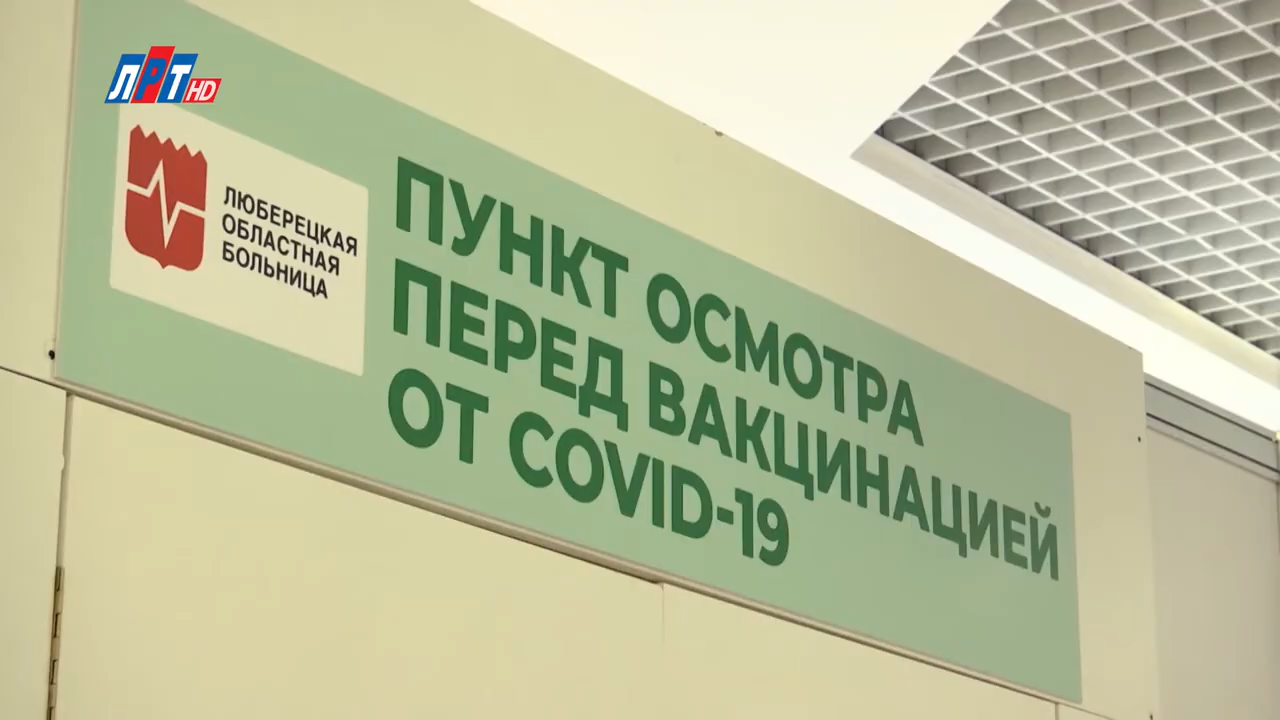 ЛРТ HD
ЛЮБЕРЕЦКАЯ
ОБЛАСТНАЯ
БОЛЬНИЦА
ПУНКТ ОСМОТРА
ПЕРЕД ВАКЦИНАЦИЕЙ
ОТ COVID-19